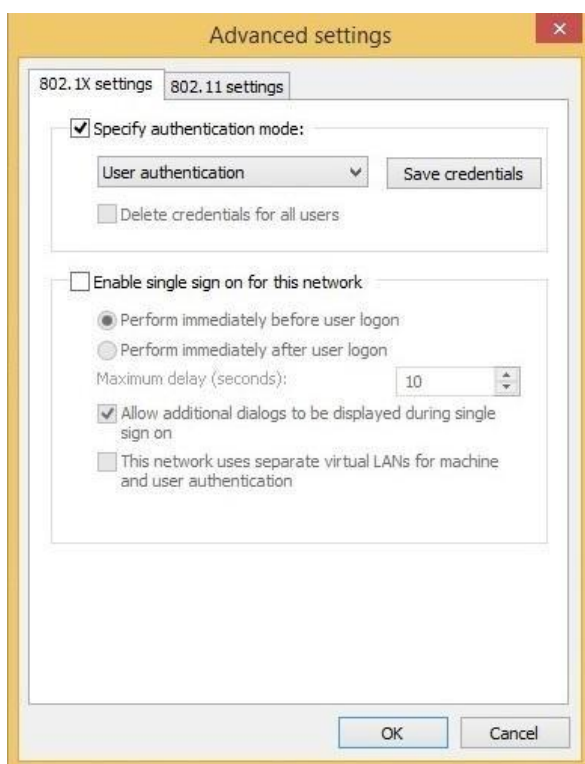 Advanced settings
802.1X settings
802.11 settings
Specify authentication mode:
User authentication
Save credentials
Delete credentials for all users
Enable single sign on for this network
Perform immediately before user logon
Perform immediately after user logon
Maximum delay (seconds):
10
Allow additional dialogs to be displayed during single
sign on
This network uses separate virtual LANs for machine
and user authentication
OK
Cancel